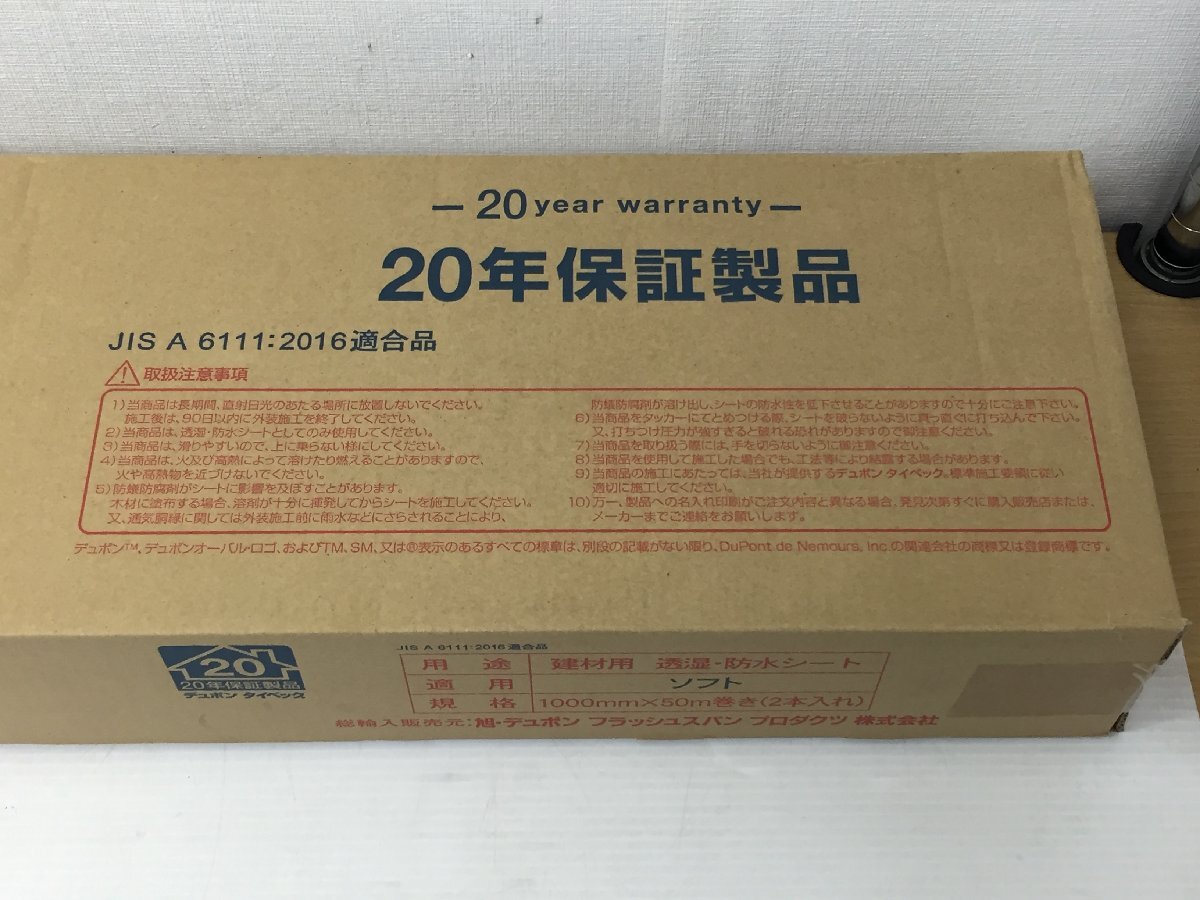 — 20 year warranty —
20年保証製品
JIS A 6111:2016適合品
取扱注意事項
1)当商品は長期間、直射日光のあたる場所に放置しないでください。
施工後は、90日以内に外装施工を終了してください。
2)当商品は、透湿・防水シートとしてのみ使用してください。
3)当商品は、滑りやすいので、上に乗らない様にしてください。
4)当商品は、火及び高熱によって溶けたり燃えることがありますので、
火や高熱物を近づけないでください。
5)防蟻防腐剤がシートに影響を及ぼすことがあります。
木材に塗布する場合、溶剤が十分に揮発してからシートを施工してください。
又、通気胴縁に関しては外装施工前に雨水などにさらされることにより、
防蟻防腐剤が溶け出し、シートの防水性を低下させることがありますので十分にご注意下さい。
6)当商品をタッカーにてとめつける際、シートを破らないように真っ直ぐに打ち込んで下さい。
又、打ちつけ圧力が強すぎると破れる恐れがありますので御注意ください。
7)当商品を取り扱う際には、手を切らないように御注意ください。
8)当商品を使用して施工した場合でも、工法等により結露する場合があります。
9)当商品の施工にあたっては、当社が提供するデュポン タイベック®標準施工要領に従い
適切に施工してください。
10)万一、製品への名入れ印刷がご注文内容と異なる場合、発見次第すぐに購入販売店または、
メーカーまでご連絡をお願いします。
デュポン™、デュポンオーバル・ロゴ、およびTM、SM、又は®表示のあるすべての標章は、別段の記載がない限り、DuPont de Nemours, Inc.の関連会社の商標又は登録商標です。
20
20年保証製品
デュポン タイベック
JIS A 6111:2016適合品
用途 建材用 透湿・防水シート
適用 ソフト
規格 1000mm×50m巻き(2本入れ)
総輸入販売元:旭・デュポン フラッシュスパン プロダクツ 株式会社